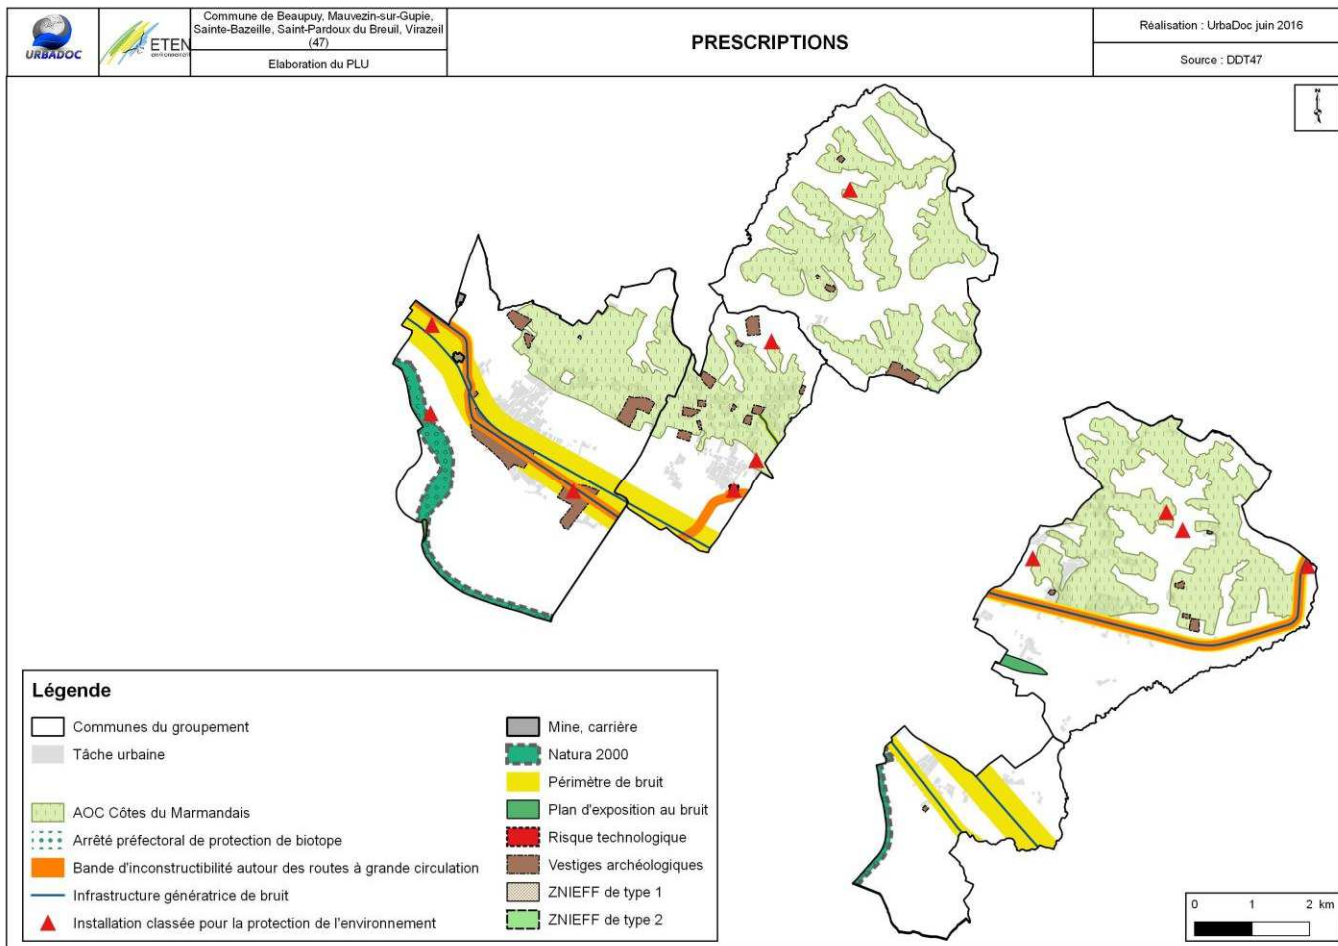 URBADOC
ETEN
environnement
Commune de Beaupuy, Mauvezin-sur-Gupie,
Sainte-Bazeille, Saint-Pardoux du Breuil, Virazeil
(47)
Elaboration du PLU
PRESCRIPTIONS
Réalisation : UrbaDoc juin 2016
Source : DDT47
N
Légende
Communes du groupement
Tâche urbaine
AOC Côtes du Marmandais
Arrêté préfectoral de protection de biotope
Bande d'inconstructibilité autour des routes à grande circulation
Infrastructure génératrice de bruit
Installation classée pour la protection de l'environnement
Mine, carrière
Natura 2000
Périmètre de bruit
Plan d'exposition au bruit
Risque technologique
Vestiges archéologiques
ZNIEFF de type 1
ZNIEFF de type 2
0 1 2 km